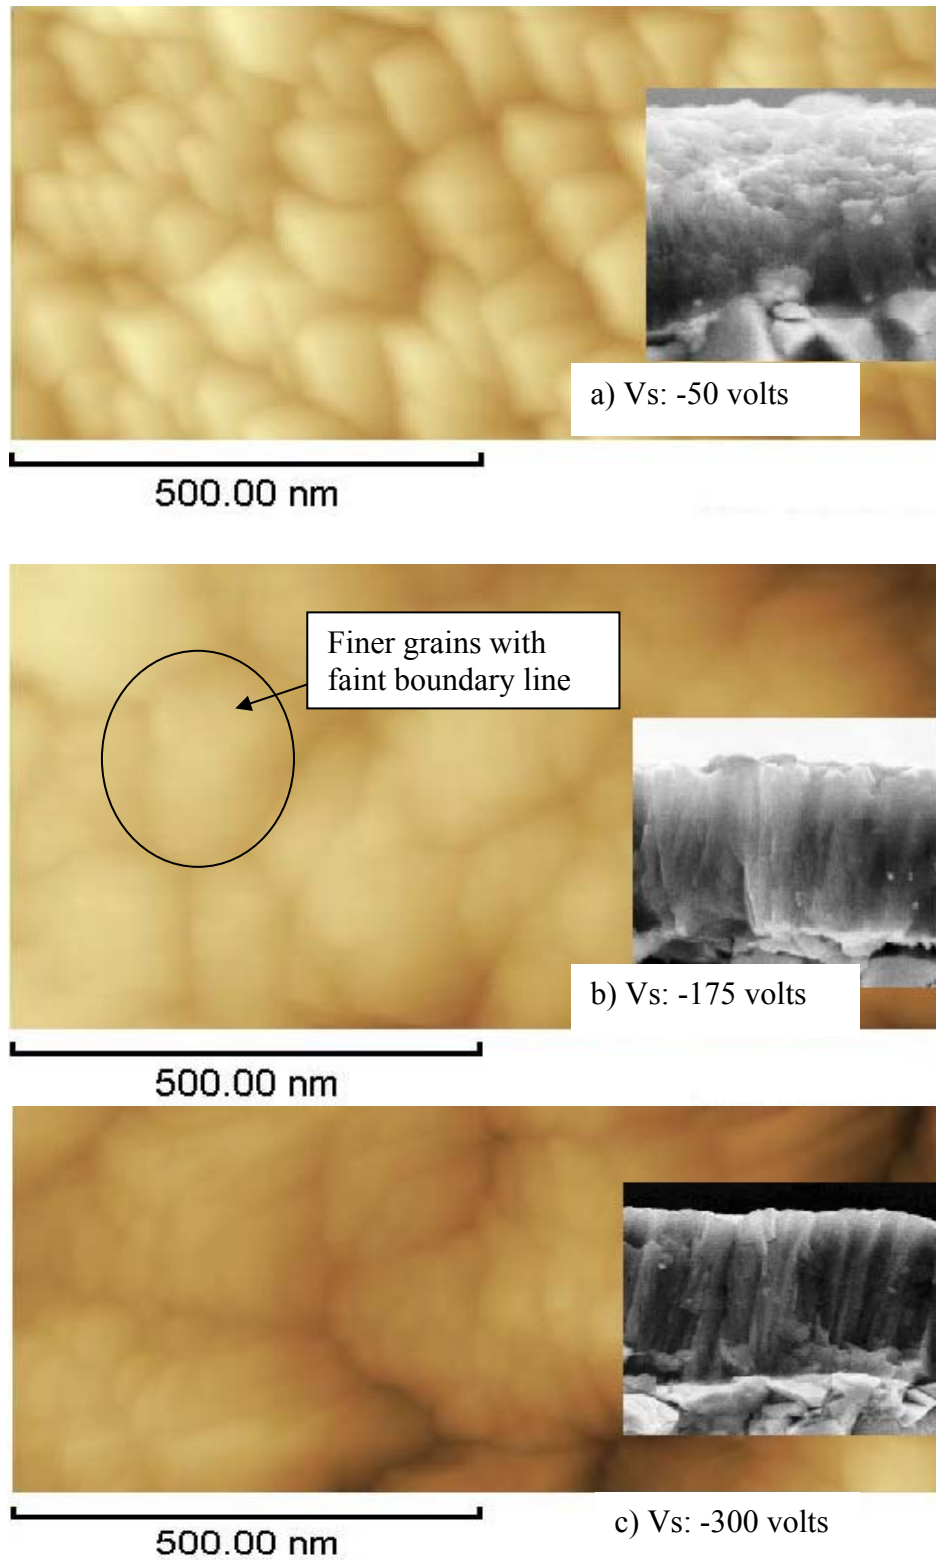 a) Vs: -50 volts
500.00 nm
Finer grains with
faint boundary line
b) Vs: -175 volts
500.00 nm
c) Vs: -300 volts
500.00 nm